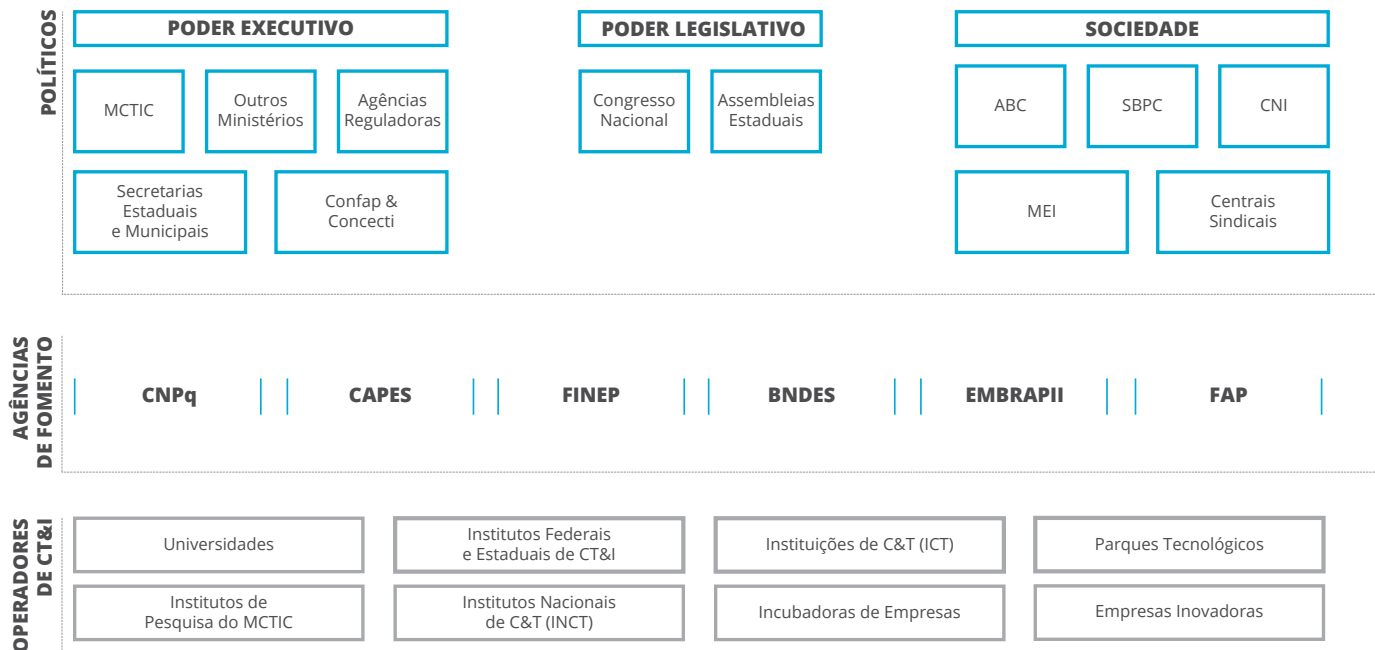 POLÍTICOS
PODER EXECUTIVO
MCTIC
Outros
Ministérios
Agências
Reguladoras
Secretarias
Estaduais
e Municipais
Confap &
Concecti
PODER LEGISLATIVO
Congresso
Nacional
Assembleias
Estaduais
SOCIEDADE
ABC
SBPC
CNI
MEI
Centrais
Sindicais
AGÊNCIAS
DE FOMENTO
CNPq
CAPES
FINEP
BNDES
EMBRAPII
FAP
OPERADORES
DE CT&I
Universidades
Institutos Federais
e Estaduais de CT&I
Instituições de C&T (ICT)
Parques Tecnológicos
Institutos de
Pesquisa do MCTIC
Institutos Nacionais
de C&T (INCT)
Incubadoras de Empresas
Empresas Inovadoras